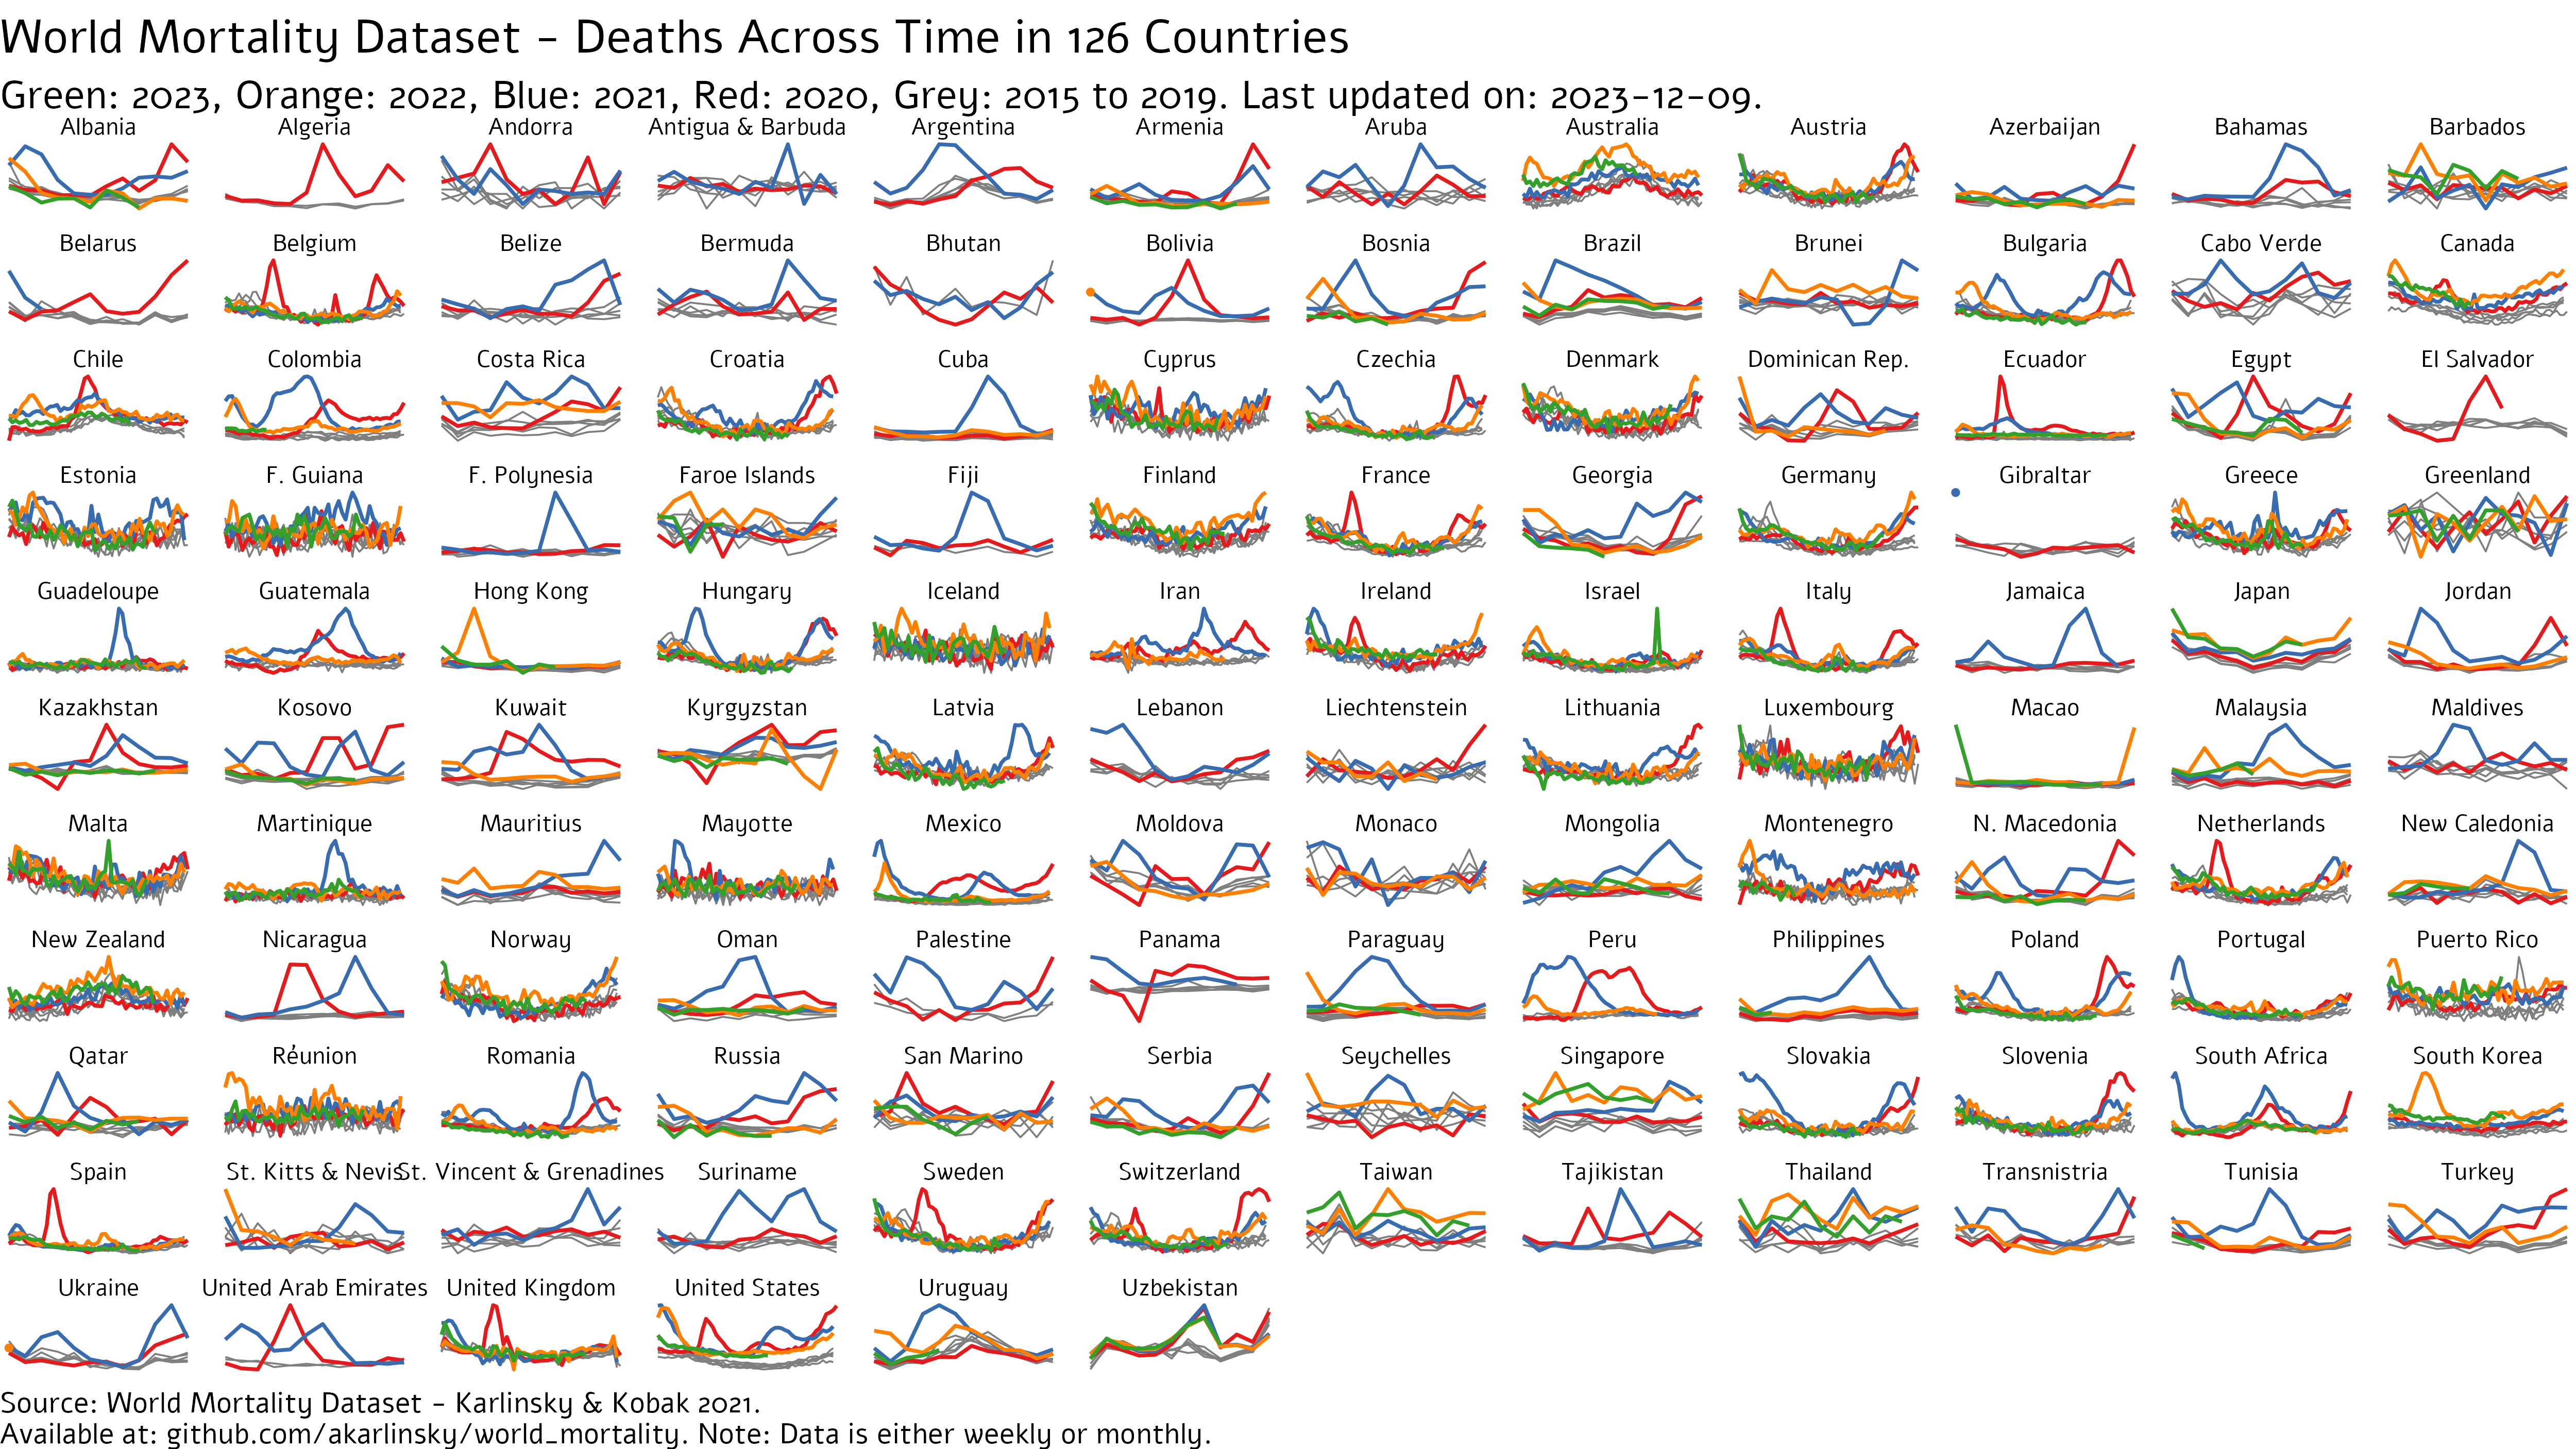 World Mortality Dataset - Deaths Across Time in 126 Countries
Green: 2023, Orange: 2022, Blue: 2021, Red: 2020, Grey: 2015 to 2019. Last updated on: 2023-12-09.
Albania Algeria Andorra Antigua & Barbuda Argentina Armenia Aruba Australia Austria Azerbaijan Bahamas Barbados
Belarus Belgium Belize Bermuda Bhutan Bolivia Bosnia Brazil Brunei Bulgaria Cabo Verde Canada
Chile Colombia Costa Rica Croatia Cuba Cyprus Czechia Denmark Dominican Rep. Ecuador Egypt El Salvador
Estonia F. Guiana F. Polynesia Faroe Islands Fiji Finland France Georgia Germany Gibraltar Greece Greenland
Guadeloupe Guatemala Hong Kong Hungary Iceland Iran Ireland Israel Italy Jamaica Japan Jordan
Kazakhstan Kosovo Kuwait Kyrgyzstan Latvia Lebanon Liechtenstein Lithuania Luxembourg Macao Malaysia Maldives
Malta Martinique Mauritius Mayotte Mexico Moldova Monaco Mongolia Montenegro N. Macedonia Netherlands New Caledonia
New Zealand Nicaragua Norway Oman Palestine Panama Paraguay Peru Philippines Poland Portugal Puerto Rico
Qatar Réunion Romania Russia San Marino Serbia Seychelles Singapore Slovakia Slovenia South Africa South Korea
Spain St. Kitts & Nevis St. Vincent & Grenadines Suriname Sweden Switzerland Taiwan Tajikistan Thailand Transnistria Tunisia Turkey
Ukraine United Arab Emirates United Kingdom United States Uruguay Uzbekistan
Source: World Mortality Dataset - Karlinsky & Kobak 2021.
Available at: github.com/akarlinsky/world_mortality. Note: Data is either weekly or monthly.